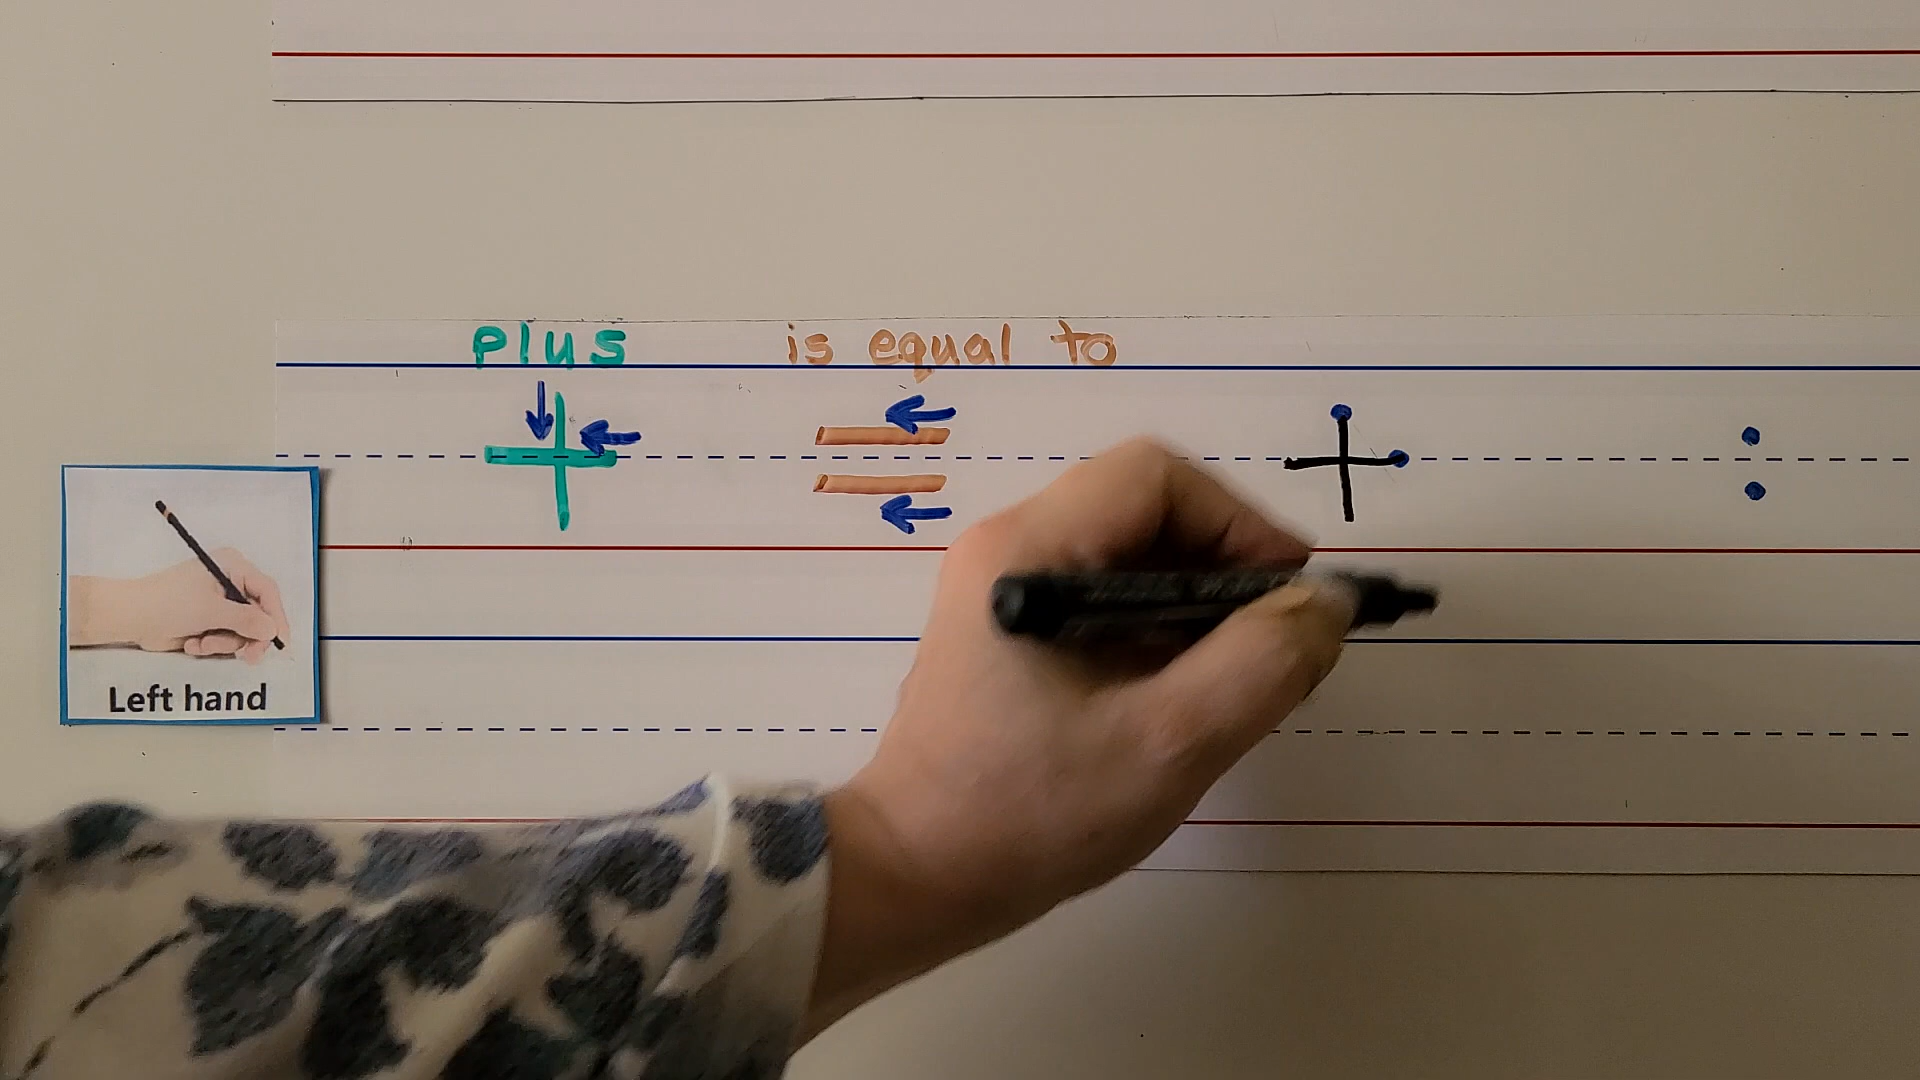 plus is equal to
+ = +
Left hand